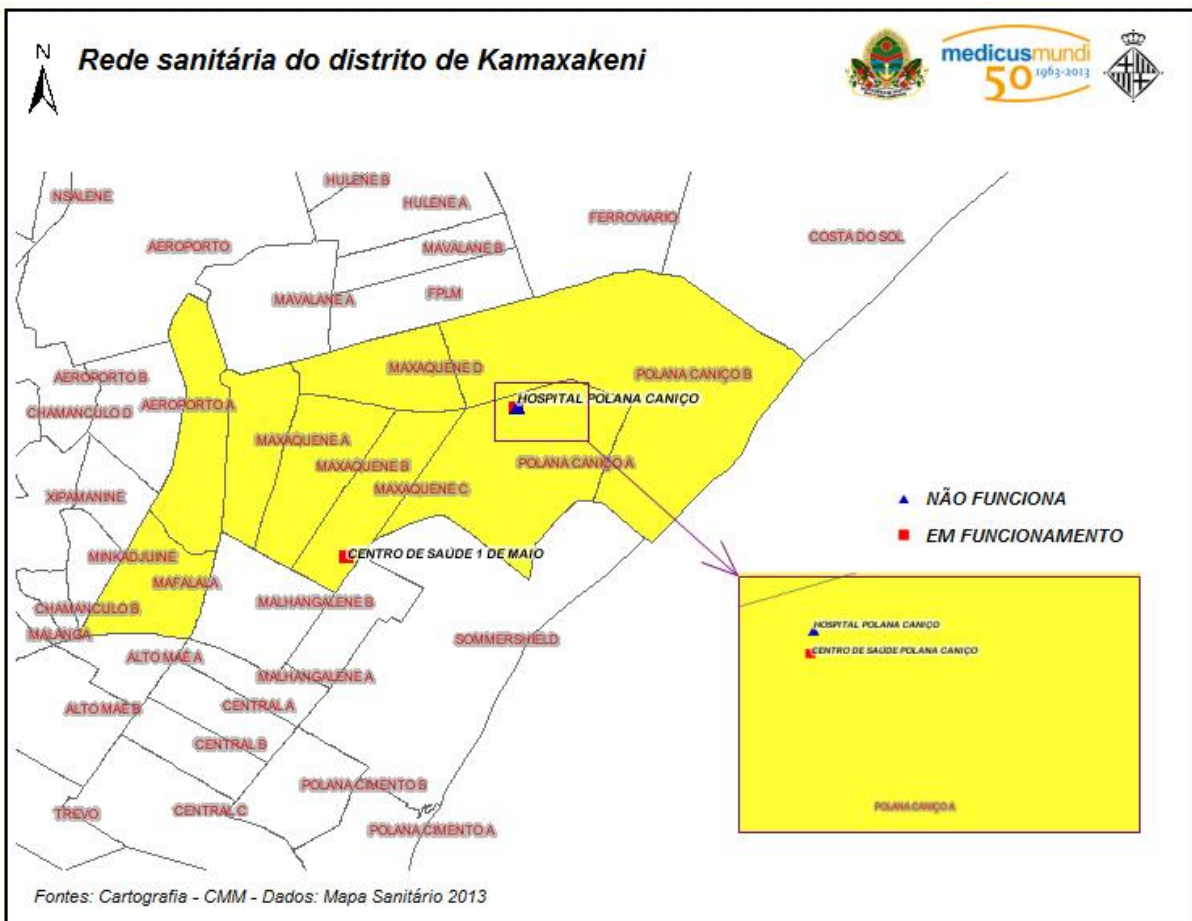 N
Rede sanitária do distrito de Kamaxakeni
medicusmundi
50 1963-2013
HULENE B
NSALENE
HULENE A
FERROVIARIO
COSTA DO SOL
AEROPORTO
MAVALANE B
MAVALANE A
FPLM
MAXAQUENE D
POLANA CANIÇO B
AEROPORTO B
HOSPITAL POLANA CANIÇO
AEROPORTO A
CHAMANCULO D
MAXAQUENE A
MAXAQUENE B
POLANA CANIÇO A
MAXAQUENE C
XIPAMANINE
NÃO FUNCIONA
EM FUNCIONAMENTO
CENTRO DE SAÚDE 1 DE MAIO
MINKADJUINE
MAFALALA
MALHANGALENE B
CHAMANCULO B
MALANGA
SOMMERSHIELD
HOSPITAL POLANA CANIÇO
CENTRO DE SAÚDE POLANA CANIÇO
ALTO MAE A
MALHANGALENE A
ALTO MAE B
CENTRAL A
CENTRAL B
POLANA CIMENTO B
TREVO
CENTRAL C
POLANA CANIÇO A
POLANA CIMENTO A
Fontes: Cartografia - CMM - Dados: Mapa Sanitário 2013